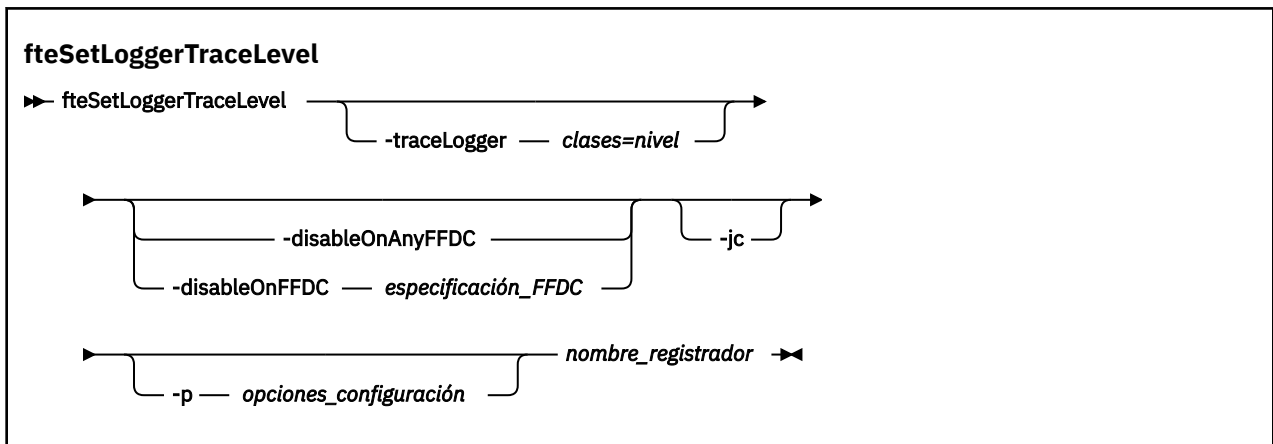 fteSetLoggerTraceLevel
fteSetLoggerTraceLevel
-traceLogger clases=nivel
-disableOnAnyFFDC
-jc
-disableOnFFDC especificación_FFDC
nombre_registrador
-p opciones_configuración